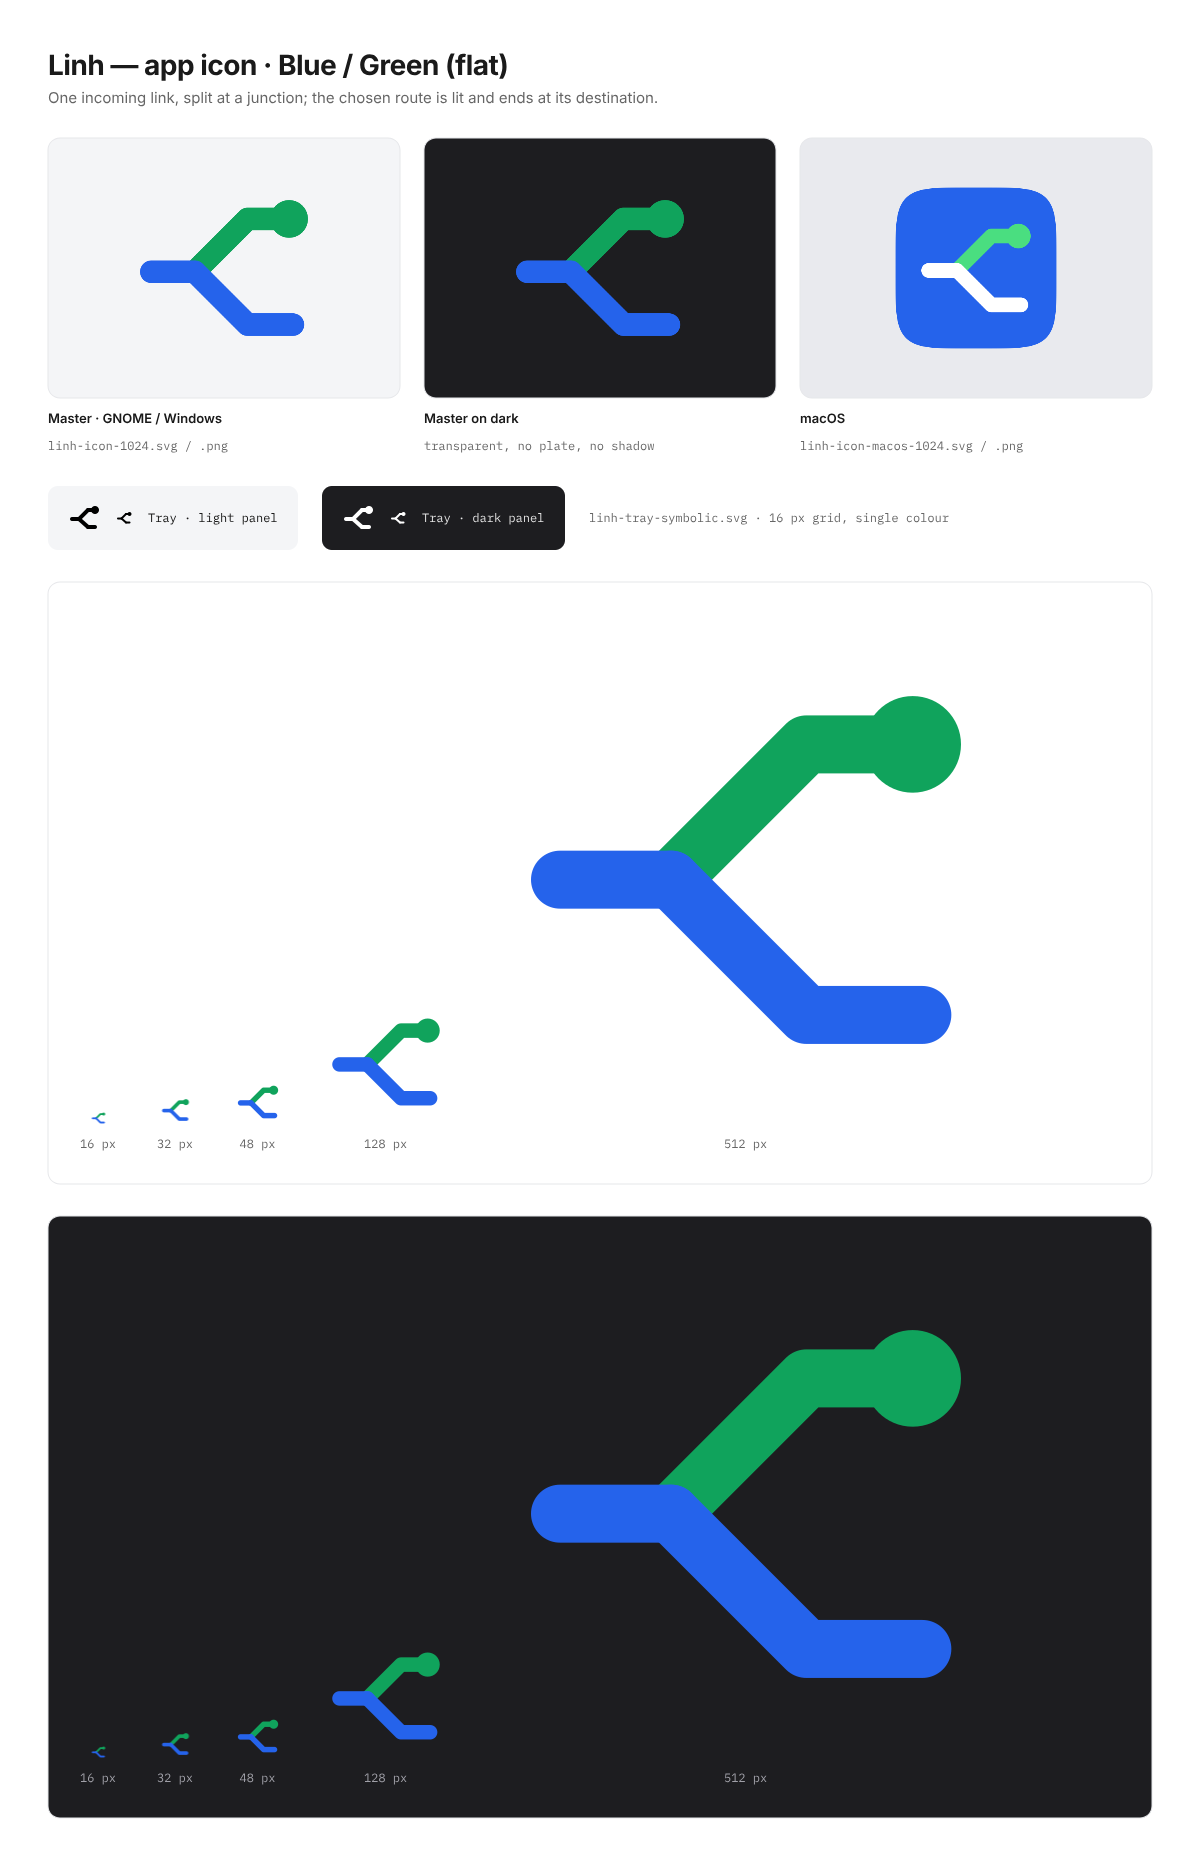 Linh — app icon · Blue / Green (flat)
One incoming link, split at a junction; the chosen route is lit and ends at its destination.
Master · GNOME / Windows
linh-icon-1024.svg / .png
Master on dark
transparent, no plate, no shadow
macOS
linh-icon-macos-1024.svg / .png
Tray · light panel
Tray · dark panel
linh-tray-symbolic.svg · 16 px grid, single colour
16 px
32 px
48 px
128 px
512 px
16 px
32 px
48 px
128 px
512 px